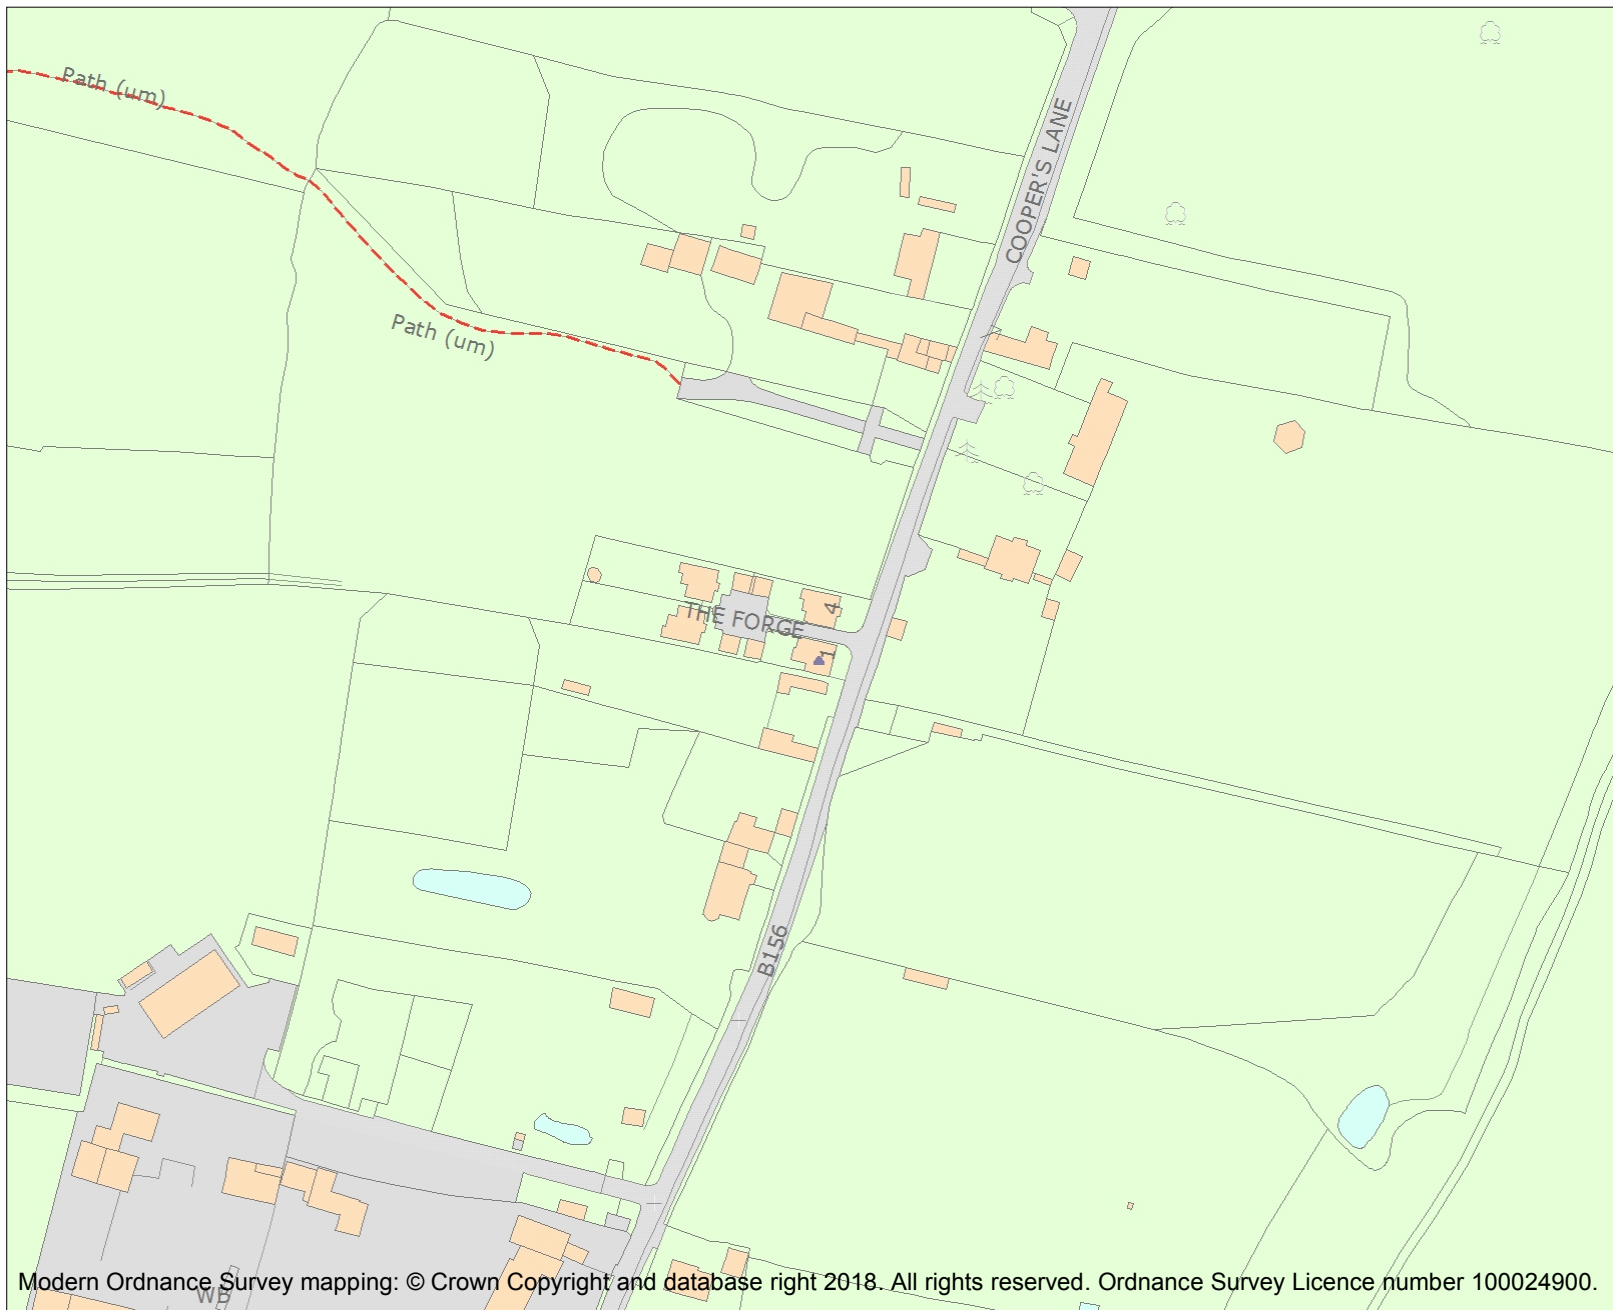 Path (um)
COOPER'S LANE
Path (um)
THE FORGE
4
1
B156
WB
Modern Ordnance Survey mapping: © Crown Copyright and database right 2018. All rights reserved. Ordnance Survey Licence number 100024900.